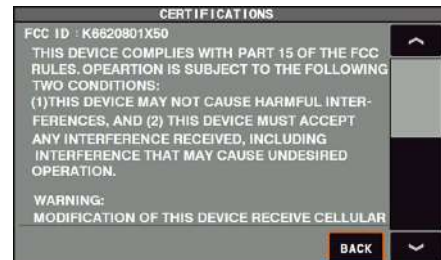 CERTIFICATIONS
FCC ID : K6620801X50
THIS DEVICE COMPLIES WITH PART 15 OF THE FCC
RULES. OPEARTION IS SUBJECT TO THE FOLLOWING
TWO CONDITIONS:
(1)THIS DEVICE MAY NOT CAUSE HARMFUL INTER-
FERENCES, AND (2) THIS DEVICE MUST ACCEPT
ANY INTERFERENCE RECEIVED, INCLUDING
INTERFERENCE THAT MAY CAUSE UNDESIRED
OPERATION.
WARNING:
MODIFICATION OF THIS DEVICE RECEIVE CELLULAR
BACK